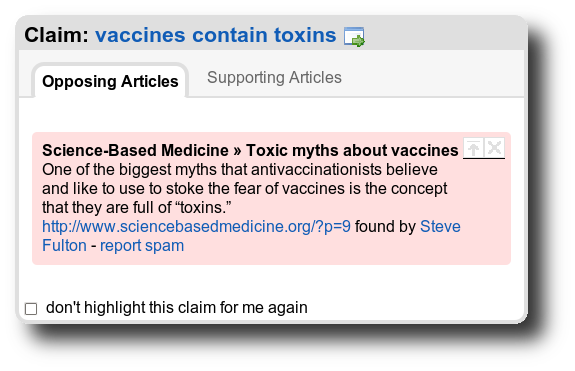 Claim: vaccines contain toxins
Opposing Articles Supporting Articles
Science-Based Medicine » Toxic myths about vaccines
One of the biggest myths that antivaccinationists believe
and like to use to stoke the fear of vaccines is the concept
that they are full of “toxins.”
http://www.sciencebasedmedicine.org/?p=9 found by Steve
Fulton - report spam
don't highlight this claim for me again